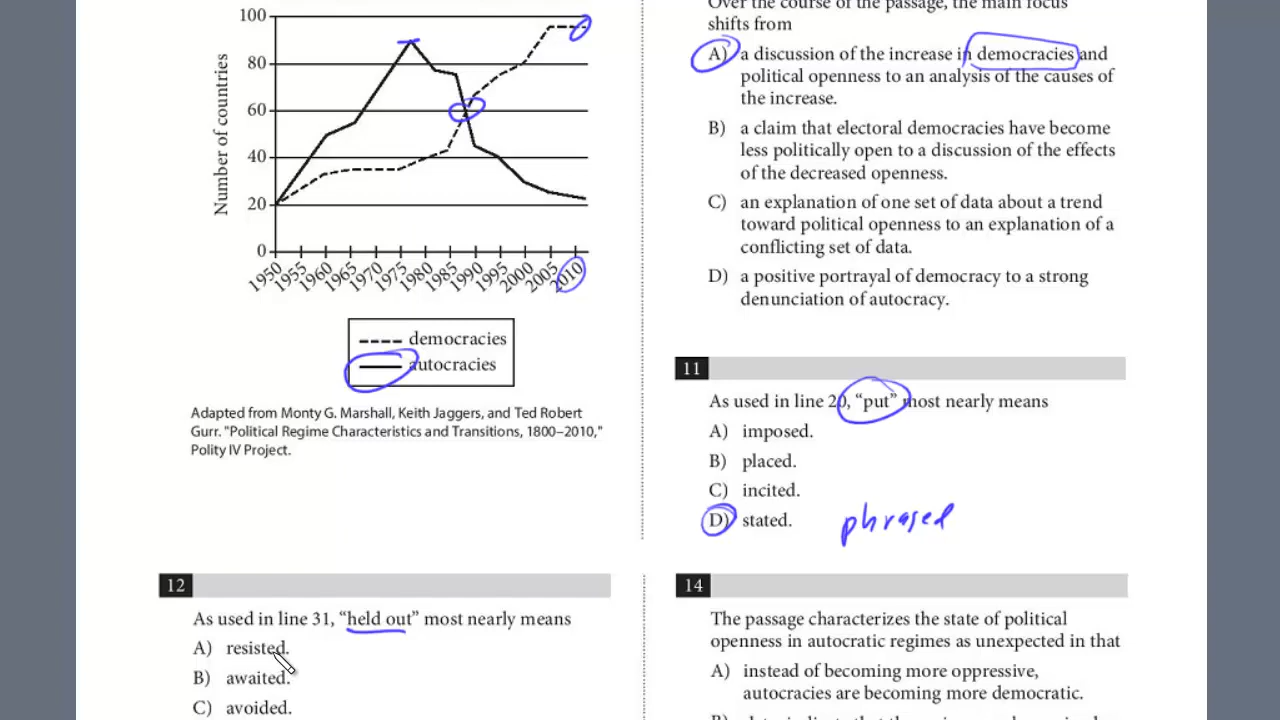 100
80
60
40
20
0
Number of countries
1950
1955
1960
1965
1970
1975
1980
1985
1990
1995
2000
2005
2010
democracies
autocracies
Adapted from Monty G. Marshall, Keith Jaggers, and Ted Robert
Gurr. "Political Regime Characteristics and Transitions, 1800–2010,"
Polity IV Project.
12
As used in line 31, “held out” most nearly means
A) resisted.
B) awaited.
C) avoided.
Over the course of the passage, the main focus
shifts from
A) a discussion of the increase in democracies and
political openness to an analysis of the causes of
the increase.
B) a claim that electoral democracies have become
less politically open to a discussion of the effects
of the decreased openness.
C) an explanation of one set of data about a trend
toward political openness to an explanation of a
conflicting set of data.
D) a positive portrayal of democracy to a strong
denunciation of autocracy.
11
As used in line 20, “put” most nearly means
A) imposed.
B) placed.
C) incited.
D) stated. phrased
14
The passage characterizes the state of political
openness in autocratic regimes as unexpected in that
A) instead of becoming more oppressive,
autocracies are becoming more democratic.